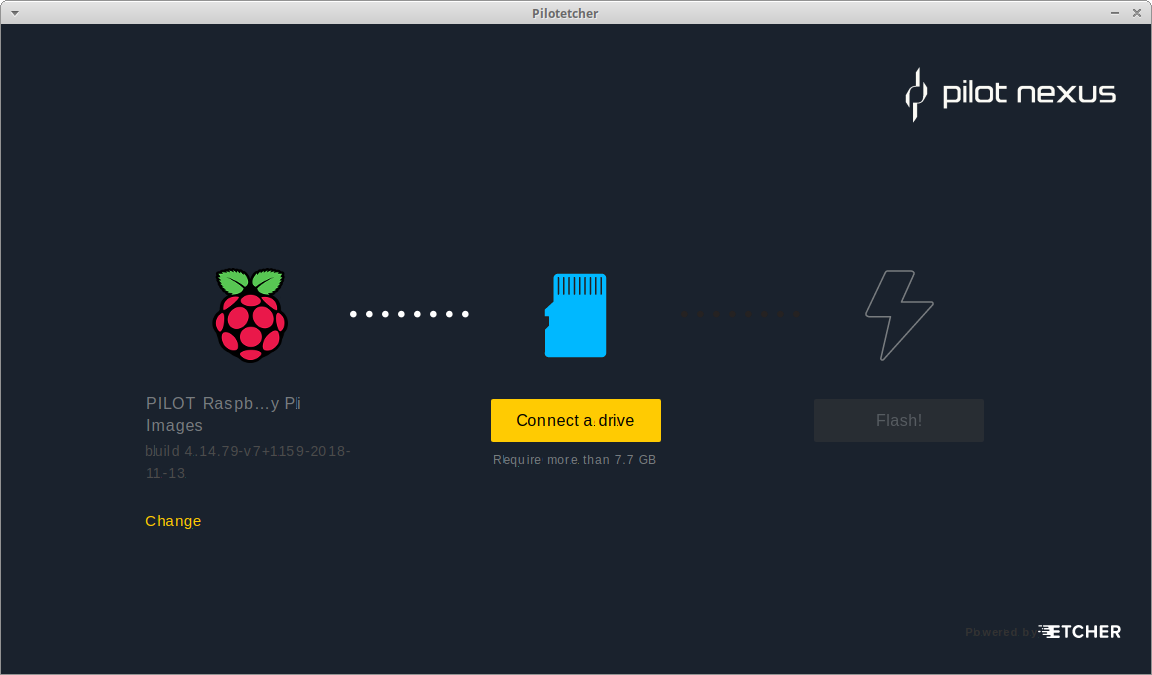 Pilotetcher
pilot nexus
PILOT Raspb...y Pi
Images
build 4.14.79-v7+1159-2018-
11-13
Change
Connect a drive
Require more than 7.7 GB
Flash!
Powered by ETCHER